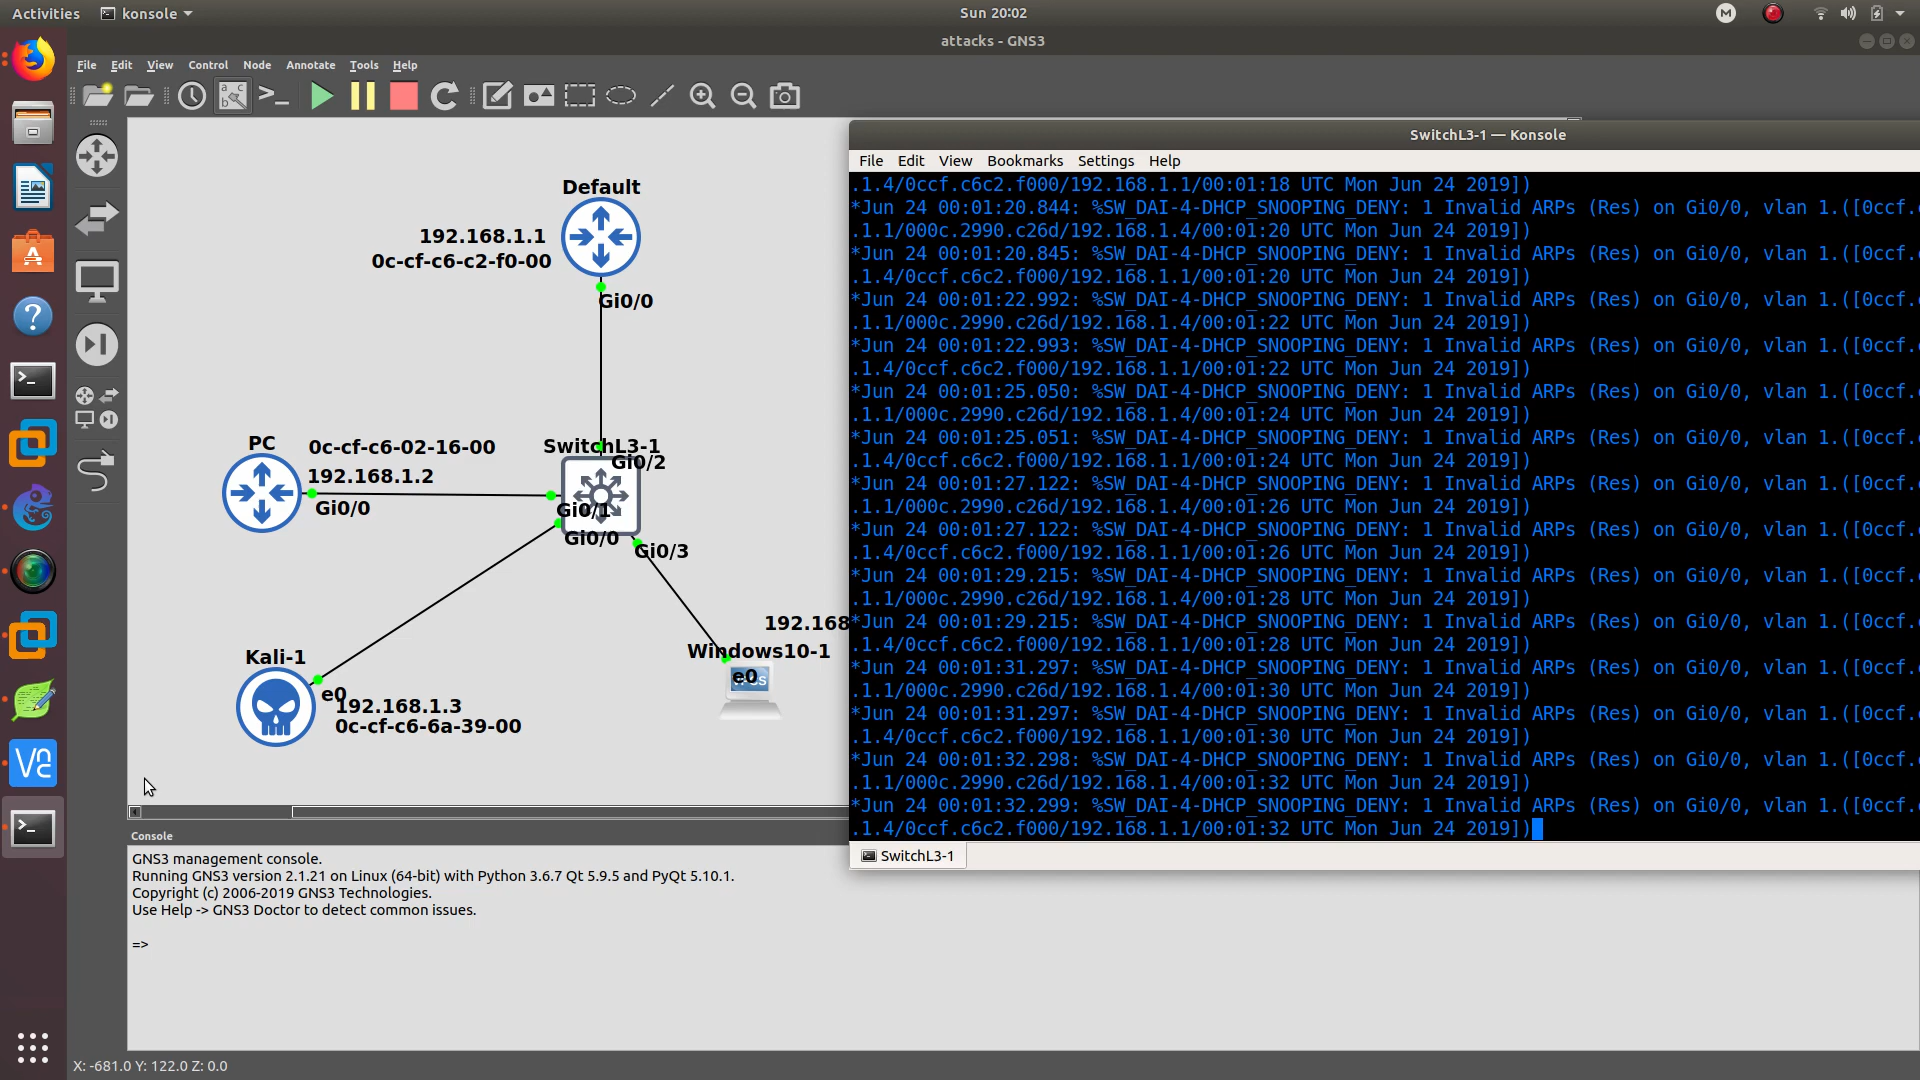 Activities konsole Sun 20:02
attacks - GNS3
File Edit View Control Node Annotate Tools Help
Default
192.168.1.1
0c-cf-c6-c2-f0-00
Gi0/0
PC 0c-cf-c6-02-16-00
192.168.1.2
Gi0/0
SwitchL3-1
Gi0/2
Gi0/1
Gi0/0
Gi0/3
192.168
Windows10-1
e0
Kali-1
e0
192.168.1.3
0c-cf-c6-6a-39-00
SwitchL3-1 — Konsole
File Edit View Bookmarks Settings Help
.1.4/0ccf.c6c2.f000/192.168.1.1/00:01:18 UTC Mon Jun 24 2019])
*Jun 24 00:01:20.844: %SW_DAI-4-DHCP_SNOOPING_DENY: 1 Invalid ARPs (Res) on Gi0/0, vlan 1.([0ccf.
.1.1/000c.2990.c26d/192.168.1.4/00:01:20 UTC Mon Jun 24 2019])
*Jun 24 00:01:20.845: %SW_DAI-4-DHCP_SNOOPING_DENY: 1 Invalid ARPs (Res) on Gi0/0, vlan 1.([0ccf.
.1.4/0ccf.c6c2.f000/192.168.1.1/00:01:20 UTC Mon Jun 24 2019])
*Jun 24 00:01:22.992: %SW_DAI-4-DHCP_SNOOPING_DENY: 1 Invalid ARPs (Res) on Gi0/0, vlan 1.([0ccf.
.1.1/000c.2990.c26d/192.168.1.4/00:01:22 UTC Mon Jun 24 2019])
*Jun 24 00:01:22.993: %SW_DAI-4-DHCP_SNOOPING_DENY: 1 Invalid ARPs (Res) on Gi0/0, vlan 1.([0ccf.
.1.4/0ccf.c6c2.f000/192.168.1.1/00:01:22 UTC Mon Jun 24 2019])
*Jun 24 00:01:25.050: %SW_DAI-4-DHCP_SNOOPING_DENY: 1 Invalid ARPs (Res) on Gi0/0, vlan 1.([0ccf.
.1.1/000c.2990.c26d/192.168.1.4/00:01:24 UTC Mon Jun 24 2019])
*Jun 24 00:01:25.051: %SW_DAI-4-DHCP_SNOOPING_DENY: 1 Invalid ARPs (Res) on Gi0/0, vlan 1.([0ccf.
.1.4/0ccf.c6c2.f000/192.168.1.1/00:01:24 UTC Mon Jun 24 2019])
*Jun 24 00:01:27.122: %SW_DAI-4-DHCP_SNOOPING_DENY: 1 Invalid ARPs (Res) on Gi0/0, vlan 1.([0ccf.
.1.1/000c.2990.c26d/192.168.1.4/00:01:26 UTC Mon Jun 24 2019])
*Jun 24 00:01:27.122: %SW_DAI-4-DHCP_SNOOPING_DENY: 1 Invalid ARPs (Res) on Gi0/0, vlan 1.([0ccf.
.1.4/0ccf.c6c2.f000/192.168.1.1/00:01:26 UTC Mon Jun 24 2019])
*Jun 24 00:01:29.215: %SW_DAI-4-DHCP_SNOOPING_DENY: 1 Invalid ARPs (Res) on Gi0/0, vlan 1.([0ccf.
.1.1/000c.2990.c26d/192.168.1.4/00:01:28 UTC Mon Jun 24 2019])
*Jun 24 00:01:29.215: %SW_DAI-4-DHCP_SNOOPING_DENY: 1 Invalid ARPs (Res) on Gi0/0, vlan 1.([0ccf.
.1.4/0ccf.c6c2.f000/192.168.1.1/00:01:28 UTC Mon Jun 24 2019])
*Jun 24 00:01:31.297: %SW_DAI-4-DHCP_SNOOPING_DENY: 1 Invalid ARPs (Res) on Gi0/0, vlan 1.([0ccf.
.1.1/000c.2990.c26d/192.168.1.4/00:01:30 UTC Mon Jun 24 2019])
*Jun 24 00:01:31.297: %SW_DAI-4-DHCP_SNOOPING_DENY: 1 Invalid ARPs (Res) on Gi0/0, vlan 1.([0ccf.
.1.4/0ccf.c6c2.f000/192.168.1.1/00:01:30 UTC Mon Jun 24 2019])
*Jun 24 00:01:32.298: %SW_DAI-4-DHCP_SNOOPING_DENY: 1 Invalid ARPs (Res) on Gi0/0, vlan 1.([0ccf.
.1.1/000c.2990.c26d/192.168.1.4/00:01:32 UTC Mon Jun 24 2019])
*Jun 24 00:01:32.299: %SW_DAI-4-DHCP_SNOOPING_DENY: 1 Invalid ARPs (Res) on Gi0/0, vlan 1.([0ccf.
.1.4/0ccf.c6c2.f000/192.168.1.1/00:01:32 UTC Mon Jun 24 2019])
SwitchL3-1
Console
GNS3 management console.
Running GNS3 version 2.1.21 on Linux (64-bit) with Python 3.6.7 Qt 5.9.5 and PyQt 5.10.1.
Copyright (c) 2006-2019 GNS3 Technologies.
Use Help -> GNS3 Doctor to detect common issues.
=>
X: -681.0 Y: 122.0 Z: 0.0